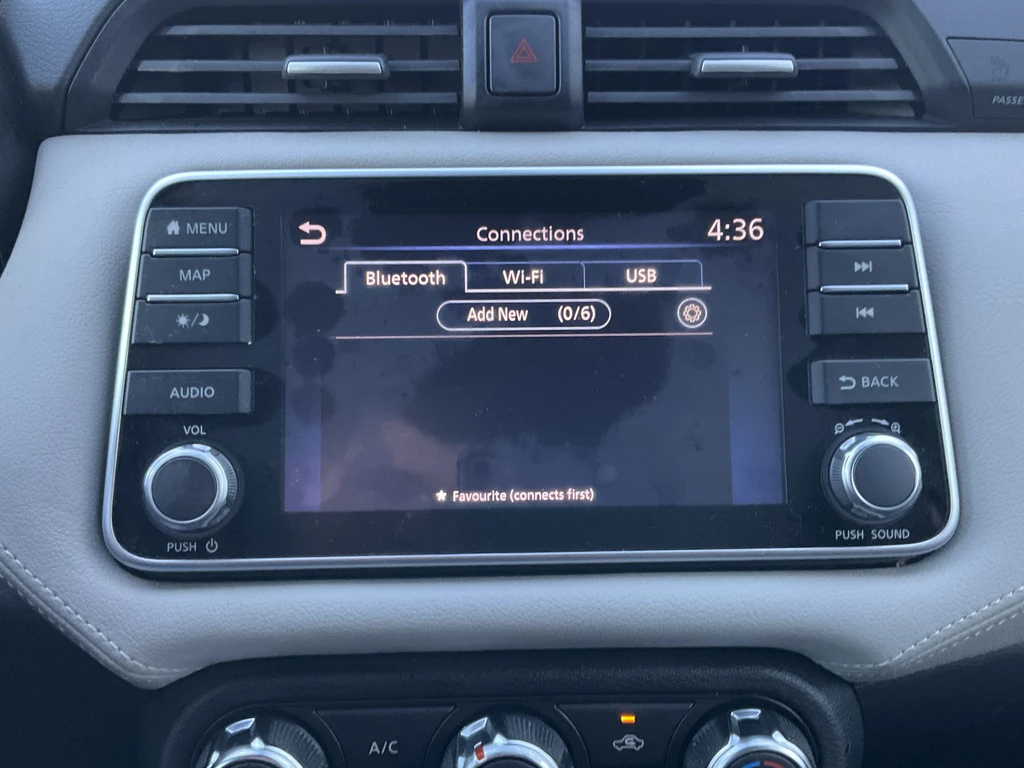 PASSE
MENU
MAP
AUDIO
VOL
PUSH
Connections 4:36
Bluetooth Wi-Fi USB
Add New (0/6)
★ Favourite (connects first)
BACK
PUSH SOUND
A/C